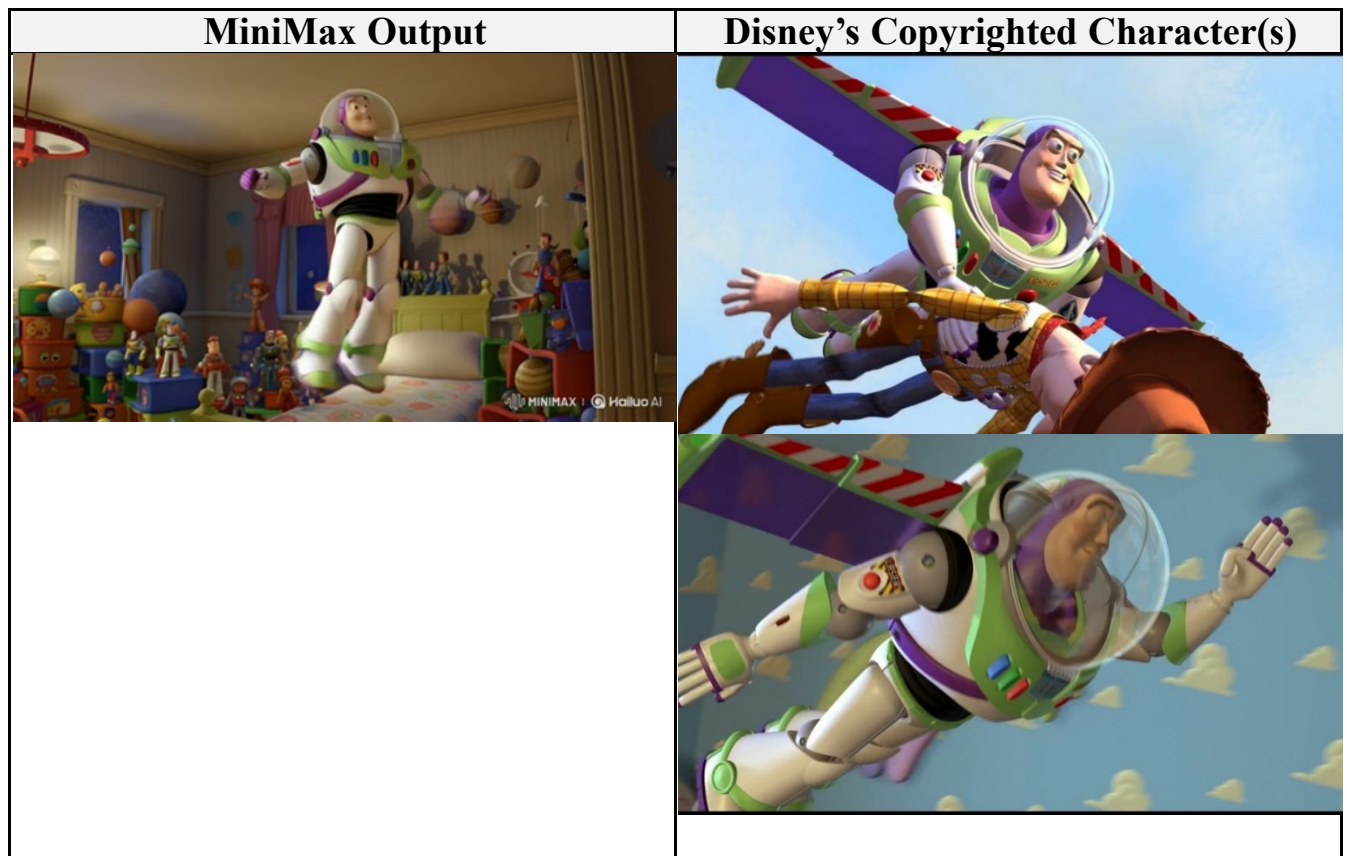 MiniMax Output
Disney’s Copyrighted Character(s)
MINIMAX | Hailuo AI